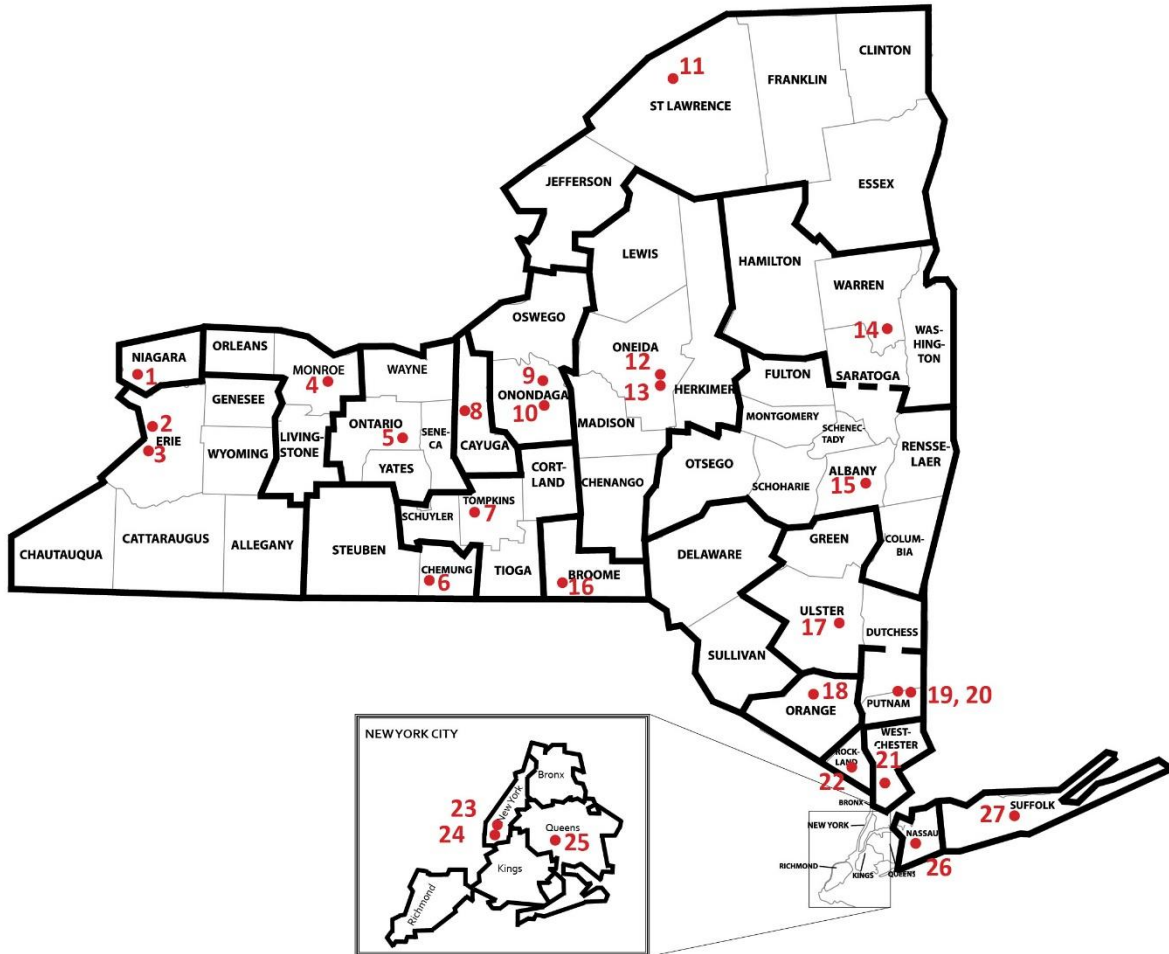 CLINTON
11
FRANKLIN
ST LAWRENCE
ESSEX
JEFFERSON
LEWIS
HAMILTON
WARREN
OSWEGO
14
WAS-
HING-
TON
NIAGARA
1
ORLEANS
MONROE
4
WAYNE
9
ONEIDA
12
13
HERKIMER
FULTON
SARATOGA
GENESEE
ONONDAGA
10
8
MONTGOMERY
2
ERIE
3
ONTARIO
5
SENE-
CA
CAYUGA
MADISON
SCHENEC-
TADY
RENSS-
ELAER
WYOMING
LIVING-
STONE
YATES
CORT-
LAND
OTSEGO
ALBANY
15
SCHOHARIE
CHENANGO
SCHUYLER
TOMPKINS
7
CHAUTAUQUA
CATTARAUGUS
ALLEGANY
STEUBEN
CHEMUNG
6
TIOGA
BROOME
16
DELAWARE
GREEN
COLUM-
BIA
ULSTER
17
DUTCHESS
SULLIVAN
18
ORANGE
PUTNAM
19, 20
WEST-
CHESTER
21
ROCK-
LAND
22
NEW YORK CITY
Bronx
New York
23
24
Queens
25
Kings
Richmond
BRONX
NEW YORK
RICHMOND
KINGS
QUEENS
NASSAU
26
27
SUFFOLK